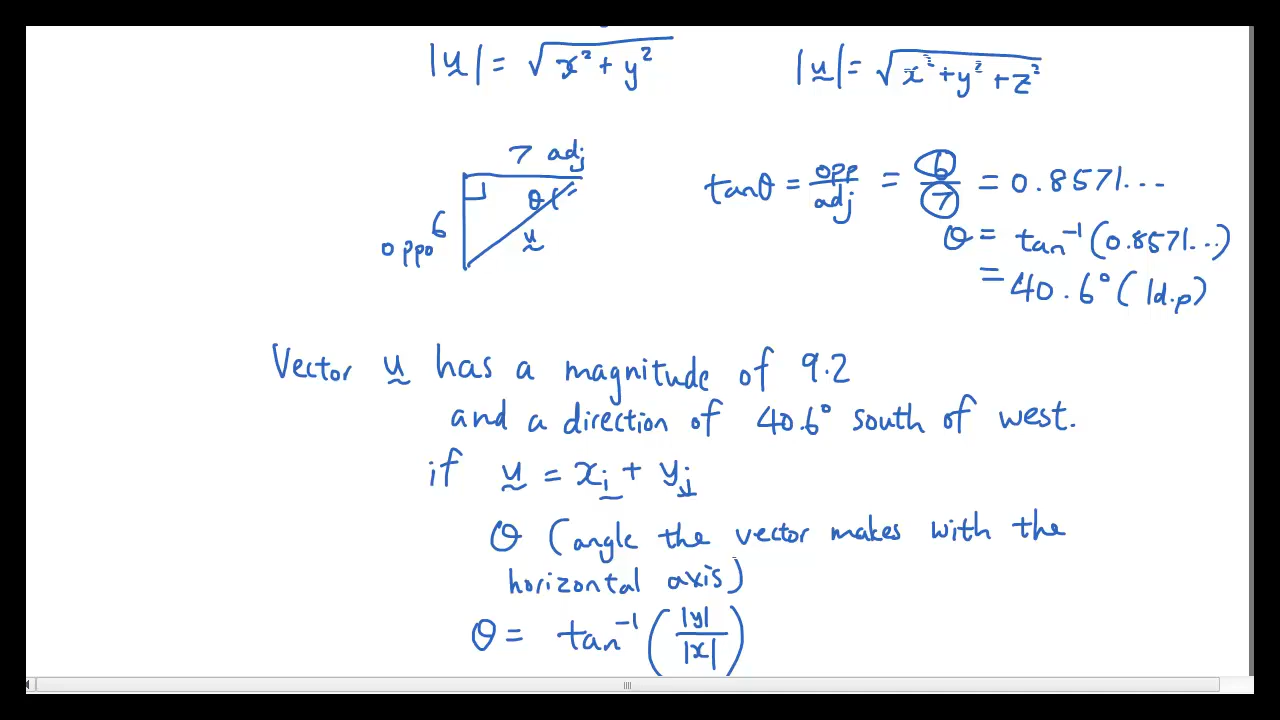 |u| = √x² + y²
|u| = √x² + y² + z²
7 adj
θ
6
oppo
u
tanθ = opp/adj = 6/7 = 0.8571...
θ = tan⁻¹(0.8571...)
= 40.6° (1d.p)
Vector u has a magnitude of 9.2
and a direction of 40.6° south of west.
if u = xi + yj
θ (angle the vector makes with the
horizontal axis)
θ = tan⁻¹(|y|/|x|)